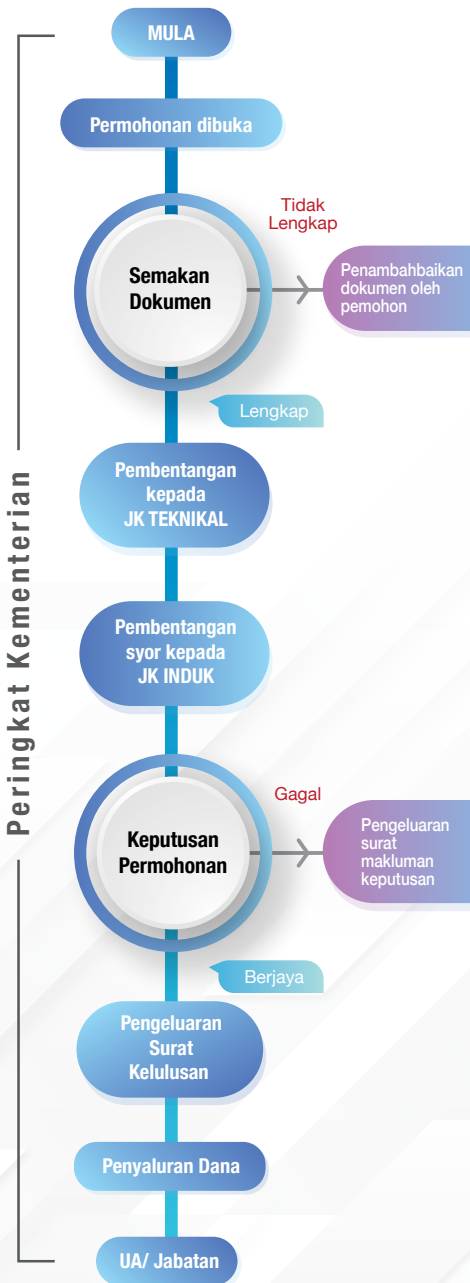 MULA
Permohonan dibuka
Tidak
Lengkap
Semakan
Dokumen
Penambahbaikan
dokumen oleh
pemohon
Lengkap
Pembentangan
kepada
JK TEKNIKAL
Peringkat Kementerian
Pembentangan
syor kepada
JK INDUK
Gagal
Keputusan
Permohonan
Pengeluaran
surat
makluman
keputusan
Berjaya
Pengeluaran
Surat
Kelulusan
Penyaluran Dana
UA/ Jabatan